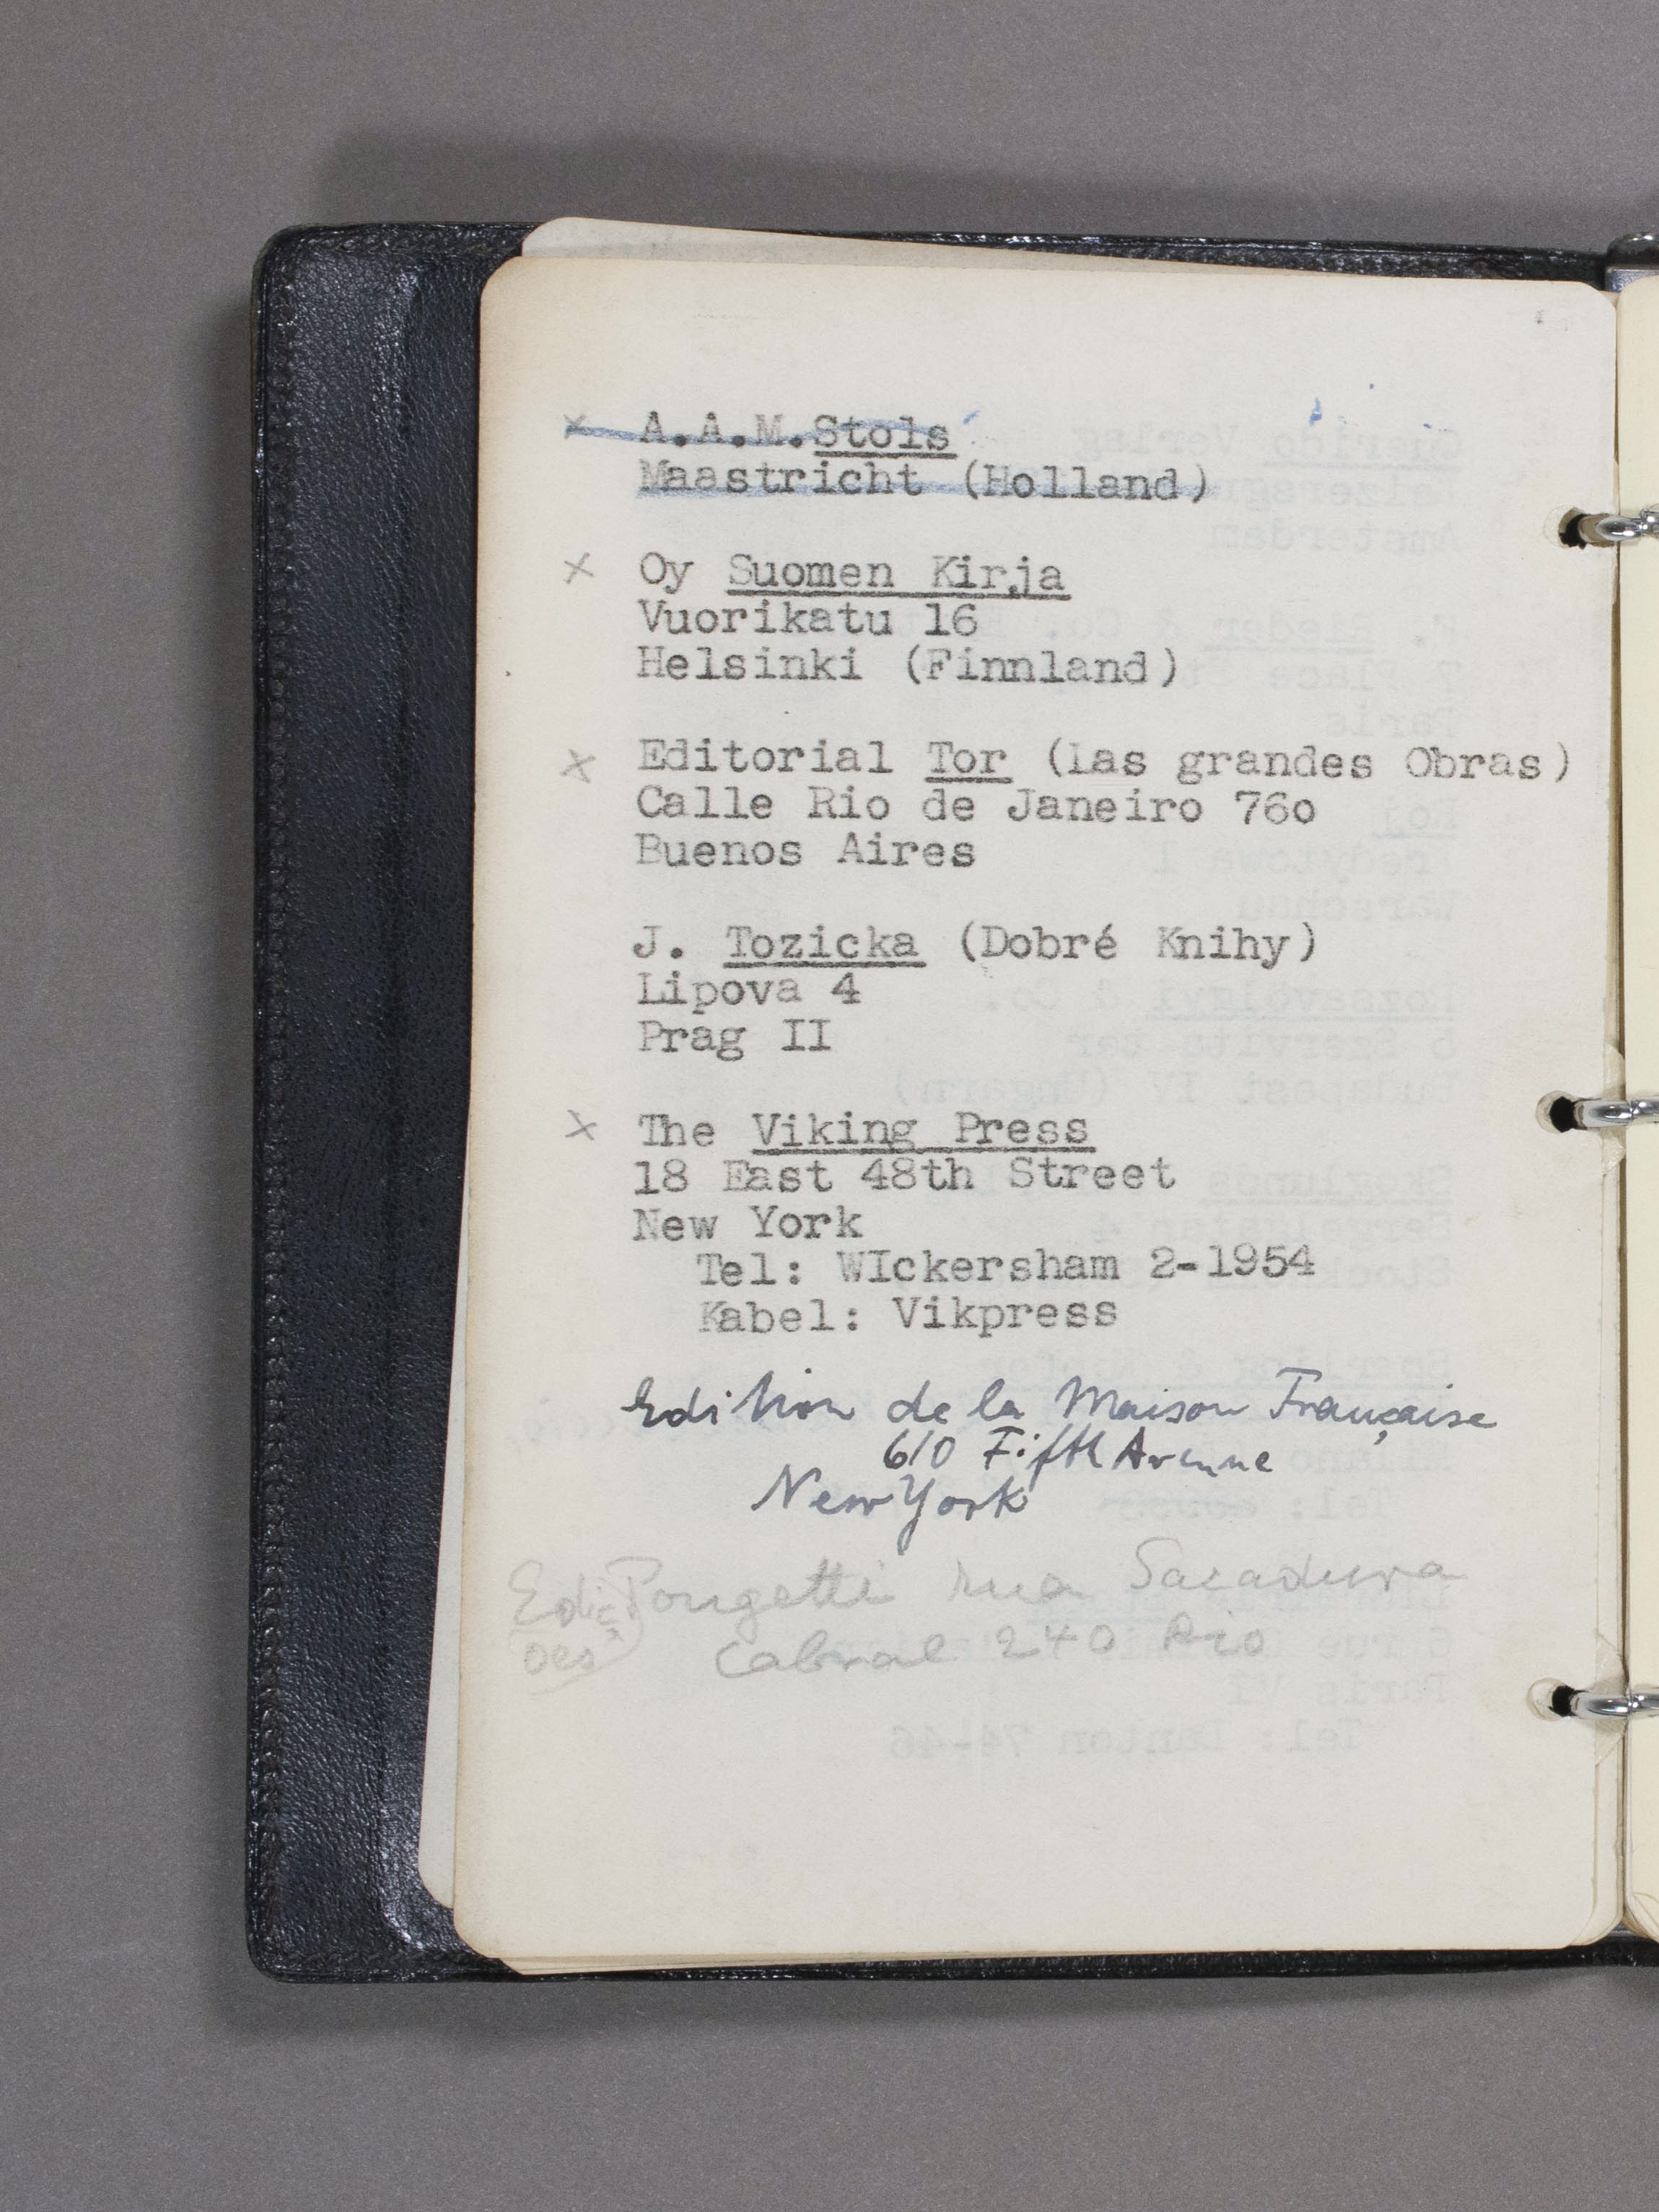 x A.A.M.Stols
Maastricht (Holland)
x Oy Suomen Kirja
Vuorikatu 16
Helsinki (Finnland)
x Editorial Tor (Las grandes Obras)
Calle Rio de Janeiro 760
Buenos Aires
J. Tozicka (Dobré Knihy)
Lipova 4
Prag II
x The Viking Press
18 East 48th Street
New York
Tel: WIckersham 2-1954
Kabel: Vikpress
Edition de la Maison Française
610 Fifth Avenue
New York
Pongetti rua Sacadura
Cabral 240 Rio